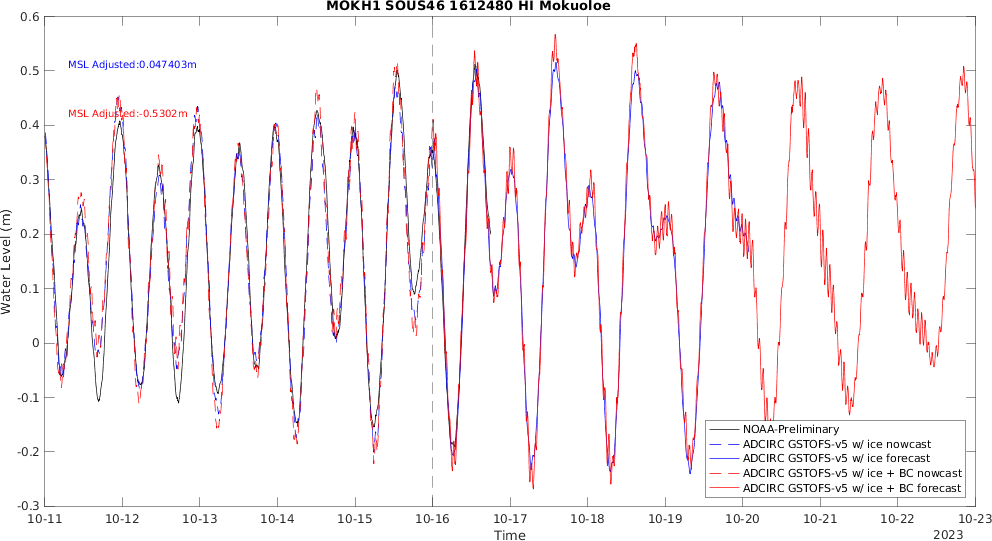 MOKH1 SOUS46 1612480 HI Mokuoloe
0.6
0.5
0.4
0.3
0.2
0.1
0
-0.1
-0.2
-0.3
Water Level (m)
MSL Adjusted:0.047403m
MSL Adjusted:-0.5302m
NOAA-Preliminary
ADCIRC GSTOFS-v5 w/ ice nowcast
ADCIRC GSTOFS-v5 w/ ice forecast
ADCIRC GSTOFS-v5 w/ ice + BC nowcast
ADCIRC GSTOFS-v5 w/ ice + BC forecast
10-11 10-12 10-13 10-14 10-15 10-16 10-17 10-18 10-19 10-20 10-21 10-22 10-23
Time
2023